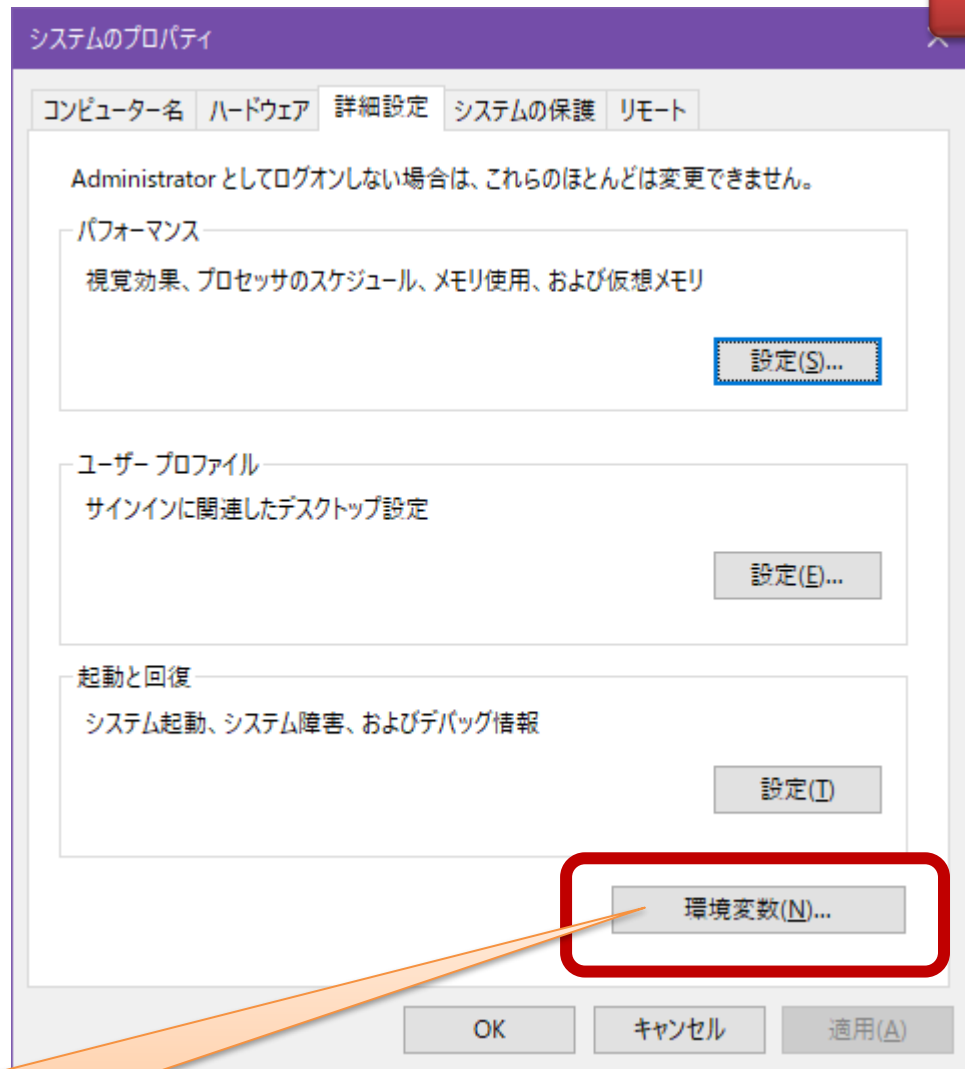 システムのプロパティ
コンピューター名 ハードウェア 詳細設定 システムの保護 リモート
Administrator としてログオンしない場合は、これらのほとんどは変更できません。
パフォーマンス
視覚効果、プロセッサのスケジュール、メモリ使用、および仮想メモリ
設定(S)...
ユーザー プロファイル
サインインに関連したデスクトップ設定
設定(E)...
起動と回復
システム起動、システム障害、およびデバッグ情報
設定(T)
環境変数(N)...
OK キャンセル 適用(A)